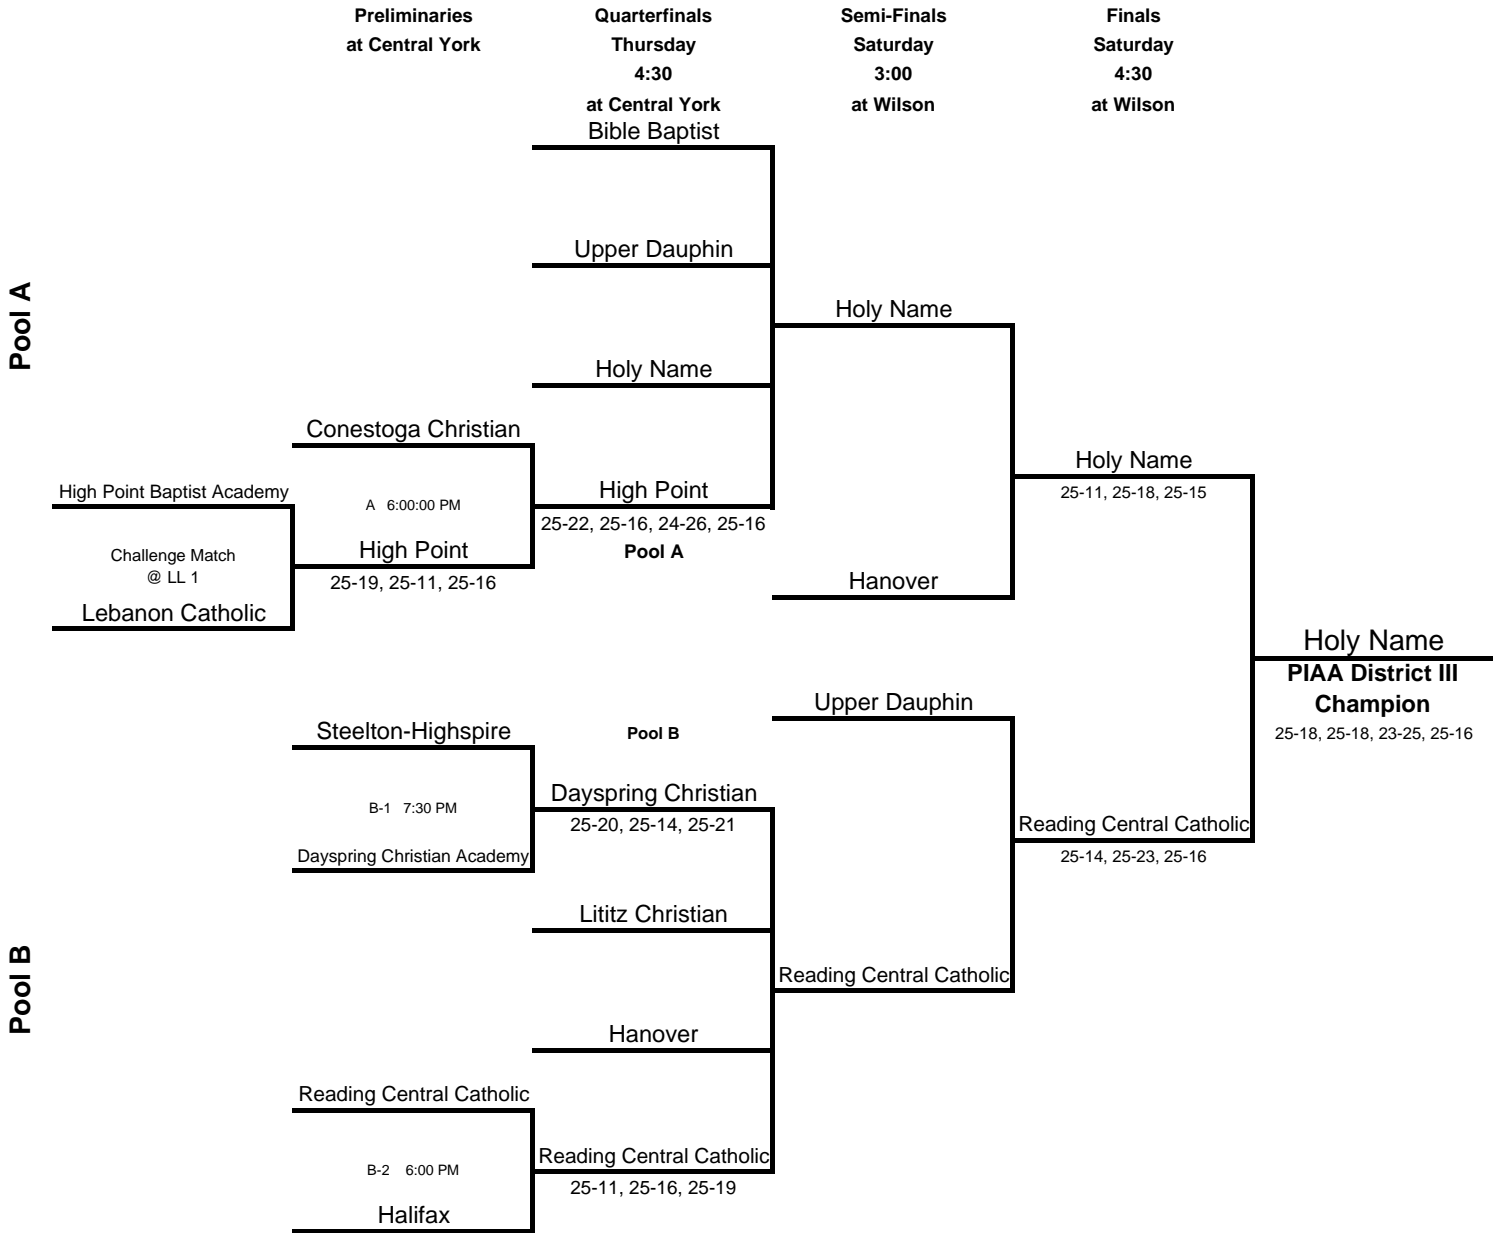 Preliminaries
at Central York
Quarterfinals
Thursday
4:30
at Central York
Semi-Finals
Saturday
3:00
at Wilson
Finals
Saturday
4:30
at Wilson
Pool A
Bible Baptist
Upper Dauphin
Holy Name
Holy Name
Conestoga Christian
High Point Baptist Academy
A 6:00:00 PM
High Point
25-22, 25-16, 24-26, 25-16
Pool A
Challenge Match
@ LL 1
High Point
25-19, 25-11, 25-16
Lebanon Catholic
Hanover
Holy Name
25-11, 25-18, 25-15
Holy Name
PIAA District III
Champion
25-18, 25-18, 23-25, 25-16
Pool B
Steelton-Highspire
Pool B
Upper Dauphin
B-1 7:30 PM
Dayspring Christian
25-20, 25-14, 25-21
Dayspring Christian Academy
Reading Central Catholic
25-14, 25-23, 25-16
Lititz Christian
Reading Central Catholic
Hanover
Reading Central Catholic
B-2 6:00 PM
Reading Central Catholic
25-11, 25-16, 25-19
Halifax